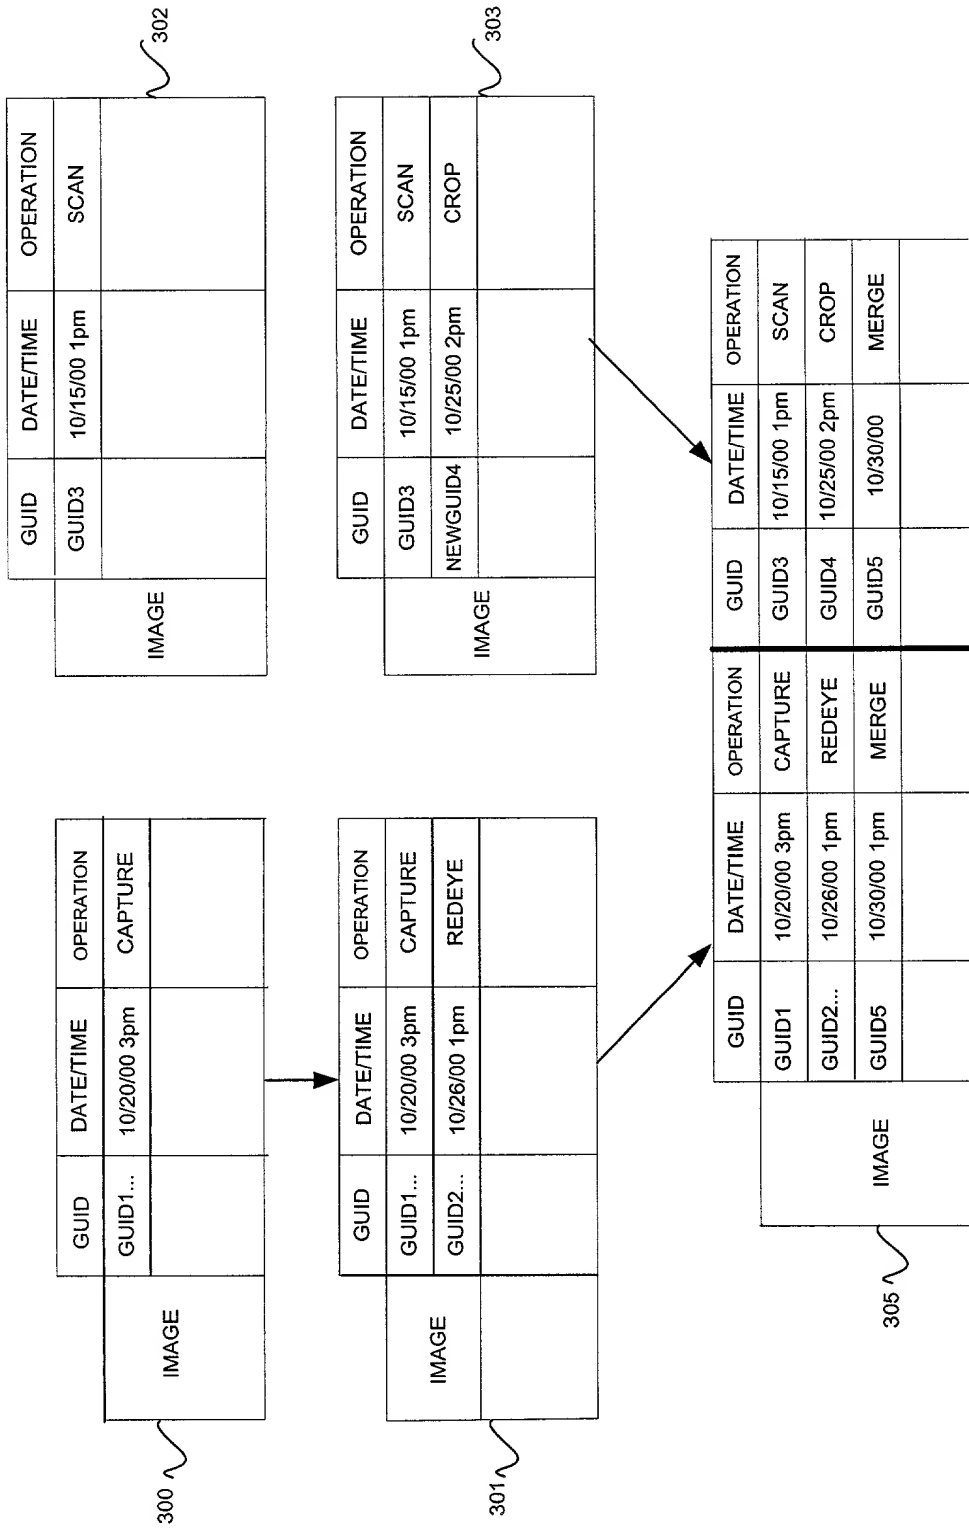 GUID DATE/TIME OPERATION
IMAGE GUID1... 10/20/00 3pm CAPTURE
300
GUID DATE/TIME OPERATION
IMAGE GUID3 10/15/00 1pm SCAN
302
GUID DATE/TIME OPERATION
IMAGE GUID1... 10/20/00 3pm CAPTURE
GUID2... 10/26/00 1pm REDEYE
301
GUID DATE/TIME OPERATION
IMAGE GUID3 10/15/00 1pm SCAN
NEWGUID4 10/25/00 2pm CROP
303
GUID DATE/TIME OPERATION GUID DATE/TIME OPERATION
IMAGE GUID1 10/20/00 3pm CAPTURE GUID3 10/15/00 1pm SCAN
GUID2... 10/26/00 1pm REDEYE GUID4 10/25/00 2pm CROP
GUID5 10/30/00 1pm MERGE GUID5 10/30/00 MERGE
305